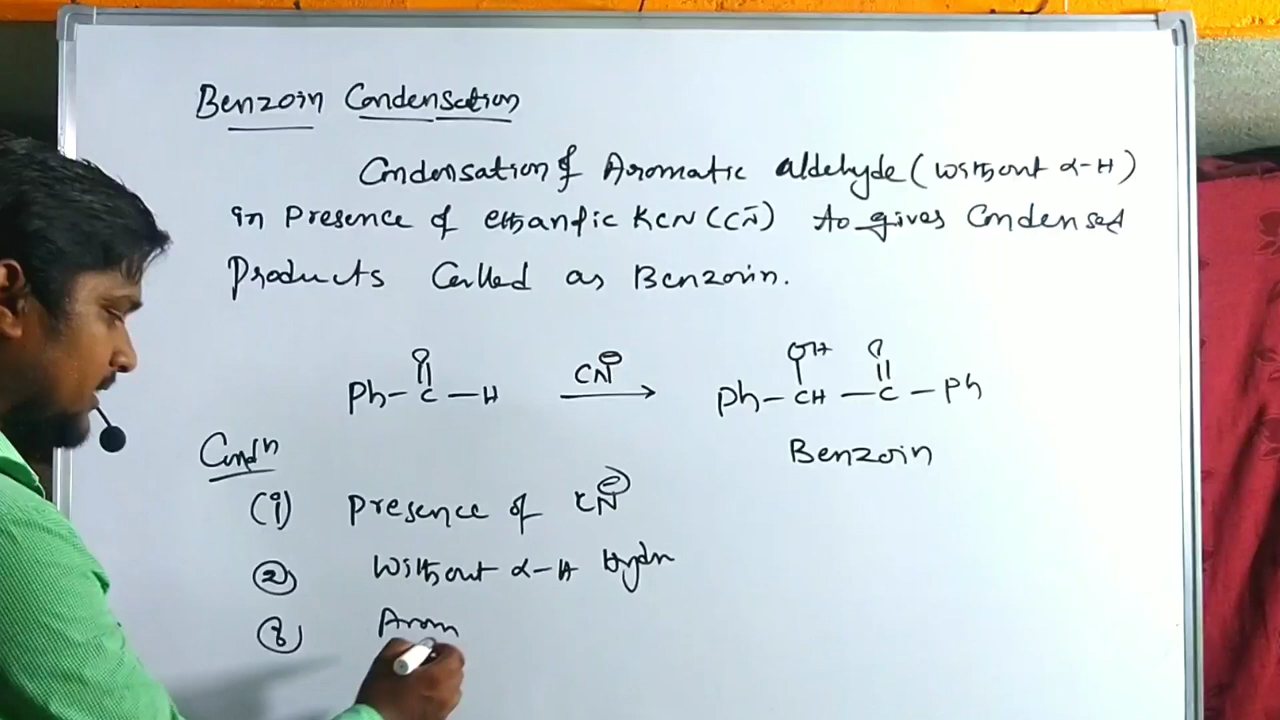 Benzoin Condensation
Condensation of Aromatic aldehyde (without α-H)
in Presence of ethanolic KCN (CN⁻) to gives Condensed
Products Called as Benzoin.
O OH O
Ph-C-H CN⊖ → Ph-CH-C-Ph
Benzoin
Condn
(i) Presence of CN⊖
② without α-H Hydn
③ Arom